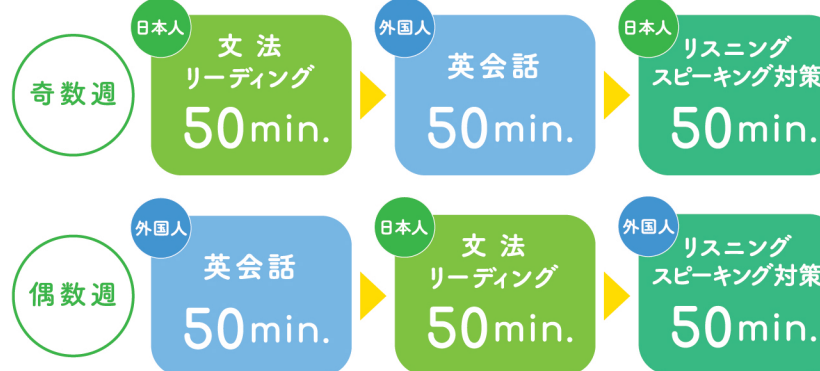 奇数週
日本人
文法
リーディング
50min.
外国人
英会話
50min.
日本人
リスニング
スピーキング対策
50min.
偶数週
外国人
英会話
50min.
日本人
文法
リーディング
50min.
外国人
リスニング
スピーキング対策
50min.